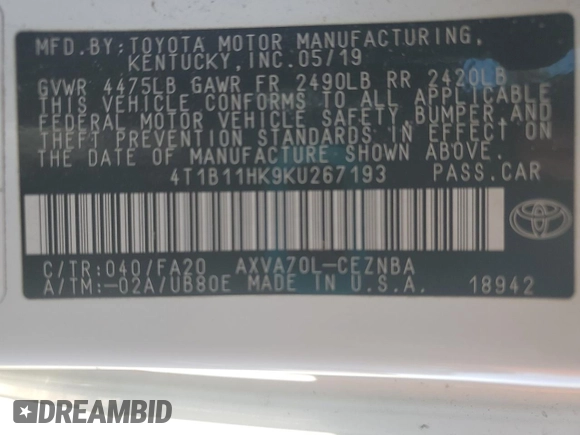 MFD.BY: TOYOTA MOTOR MANUFACTURING,
KENTUCKY, INC. 05/19
GVWR 4475LB GAWR FR 2490LB RR 2420LB
THIS VEHICLE CONFORMS TO ALL APPLICABLE
FEDERAL MOTOR VEHICLE SAFETY, BUMPER, AND
THEFT PREVENTION STANDARDS IN EFFECT ON
THE DATE OF MANUFACTURE SHOWN ABOVE.
4T1B11HK9KU267193 PASS.CAR
C/TR: 040/FA20 AXVA70L-CEZNBA
A/TM:-02A/UB80E MADE IN U.S.A. 18942
TOYOTA
DREAMBID